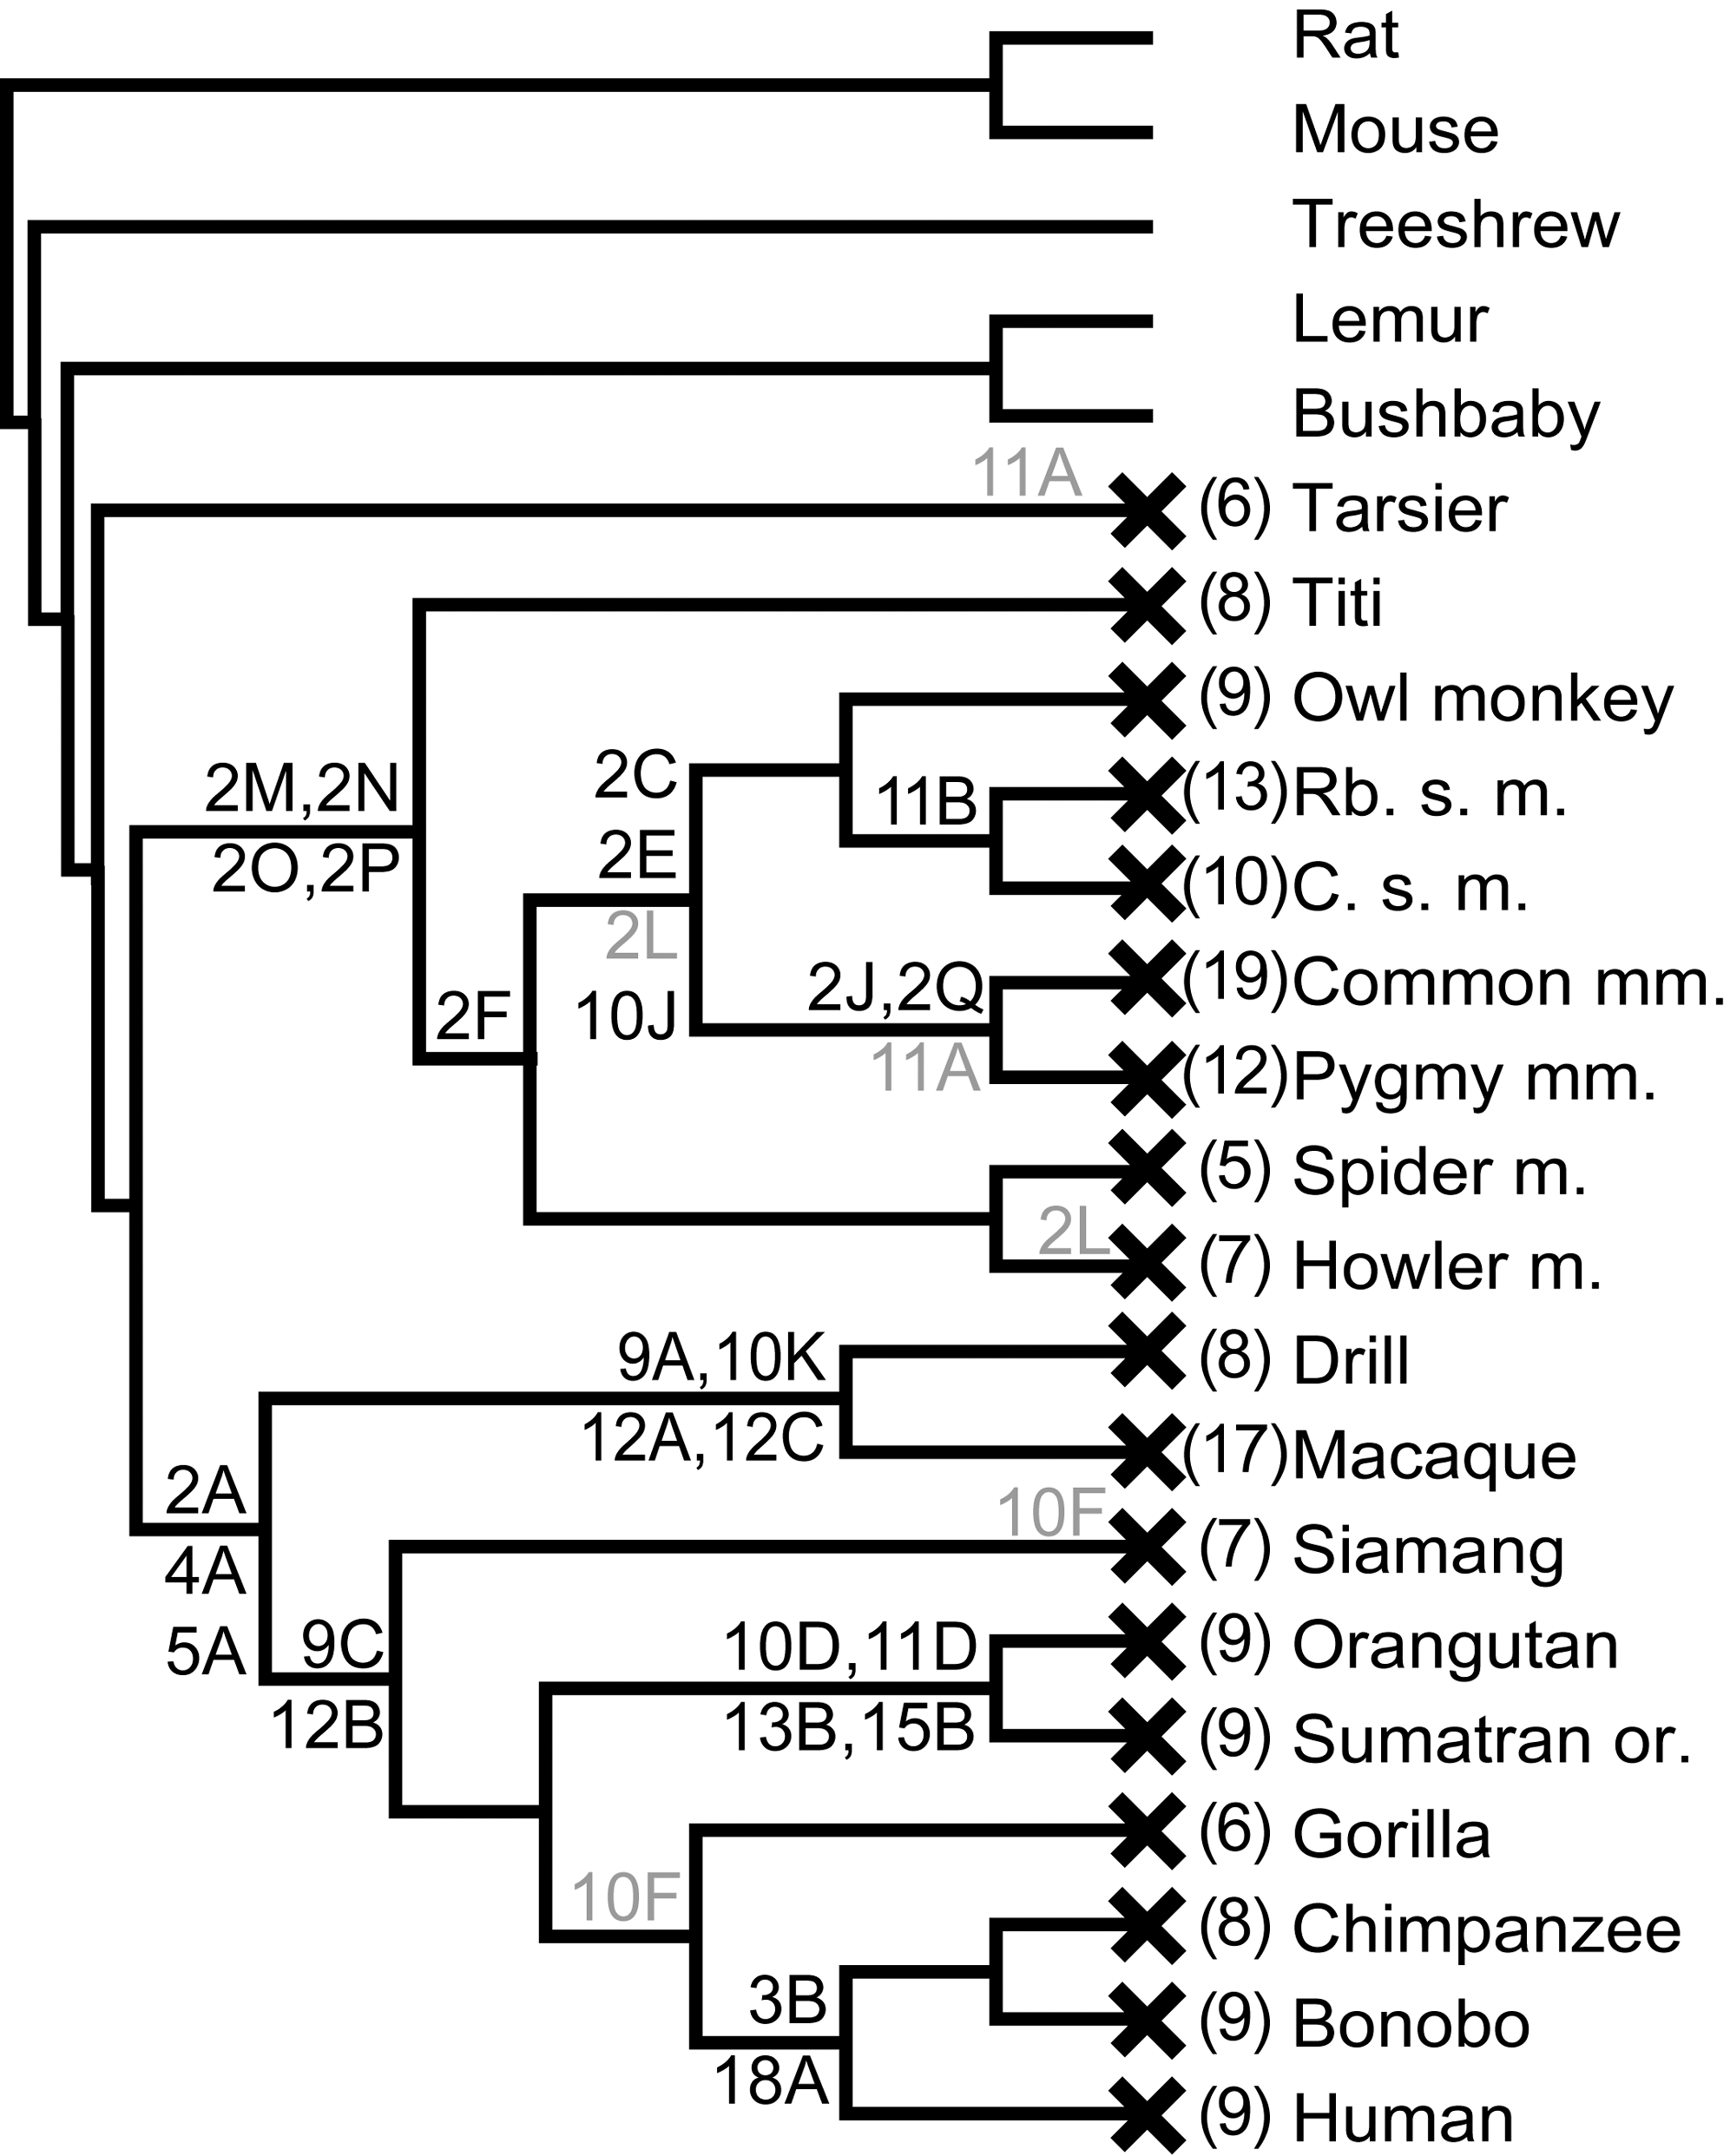 Rat
Mouse
Treeshrew
Lemur
Bushbaby
11A
(6) Tarsier
(8) Titi
(9) Owl monkey
2M,2N
2C
11B
(13) Rb. s. m.
2O,2P
2E
(10) C. s. m.
2L
2J,2Q
(19) Common mm.
2F
10J
11A
(12) Pygmy mm.
(5) Spider m.
2L
(7) Howler m.
9A,10K
(8) Drill
12A,12C
(17) Macaque
2A
10F
4A
(7) Siamang
5A
9C
10D,11D
(9) Orangutan
12B
13B,15B
(9) Sumatran or.
(6) Gorilla
10F
(8) Chimpanzee
3B
(9) Bonobo
18A
(9) Human